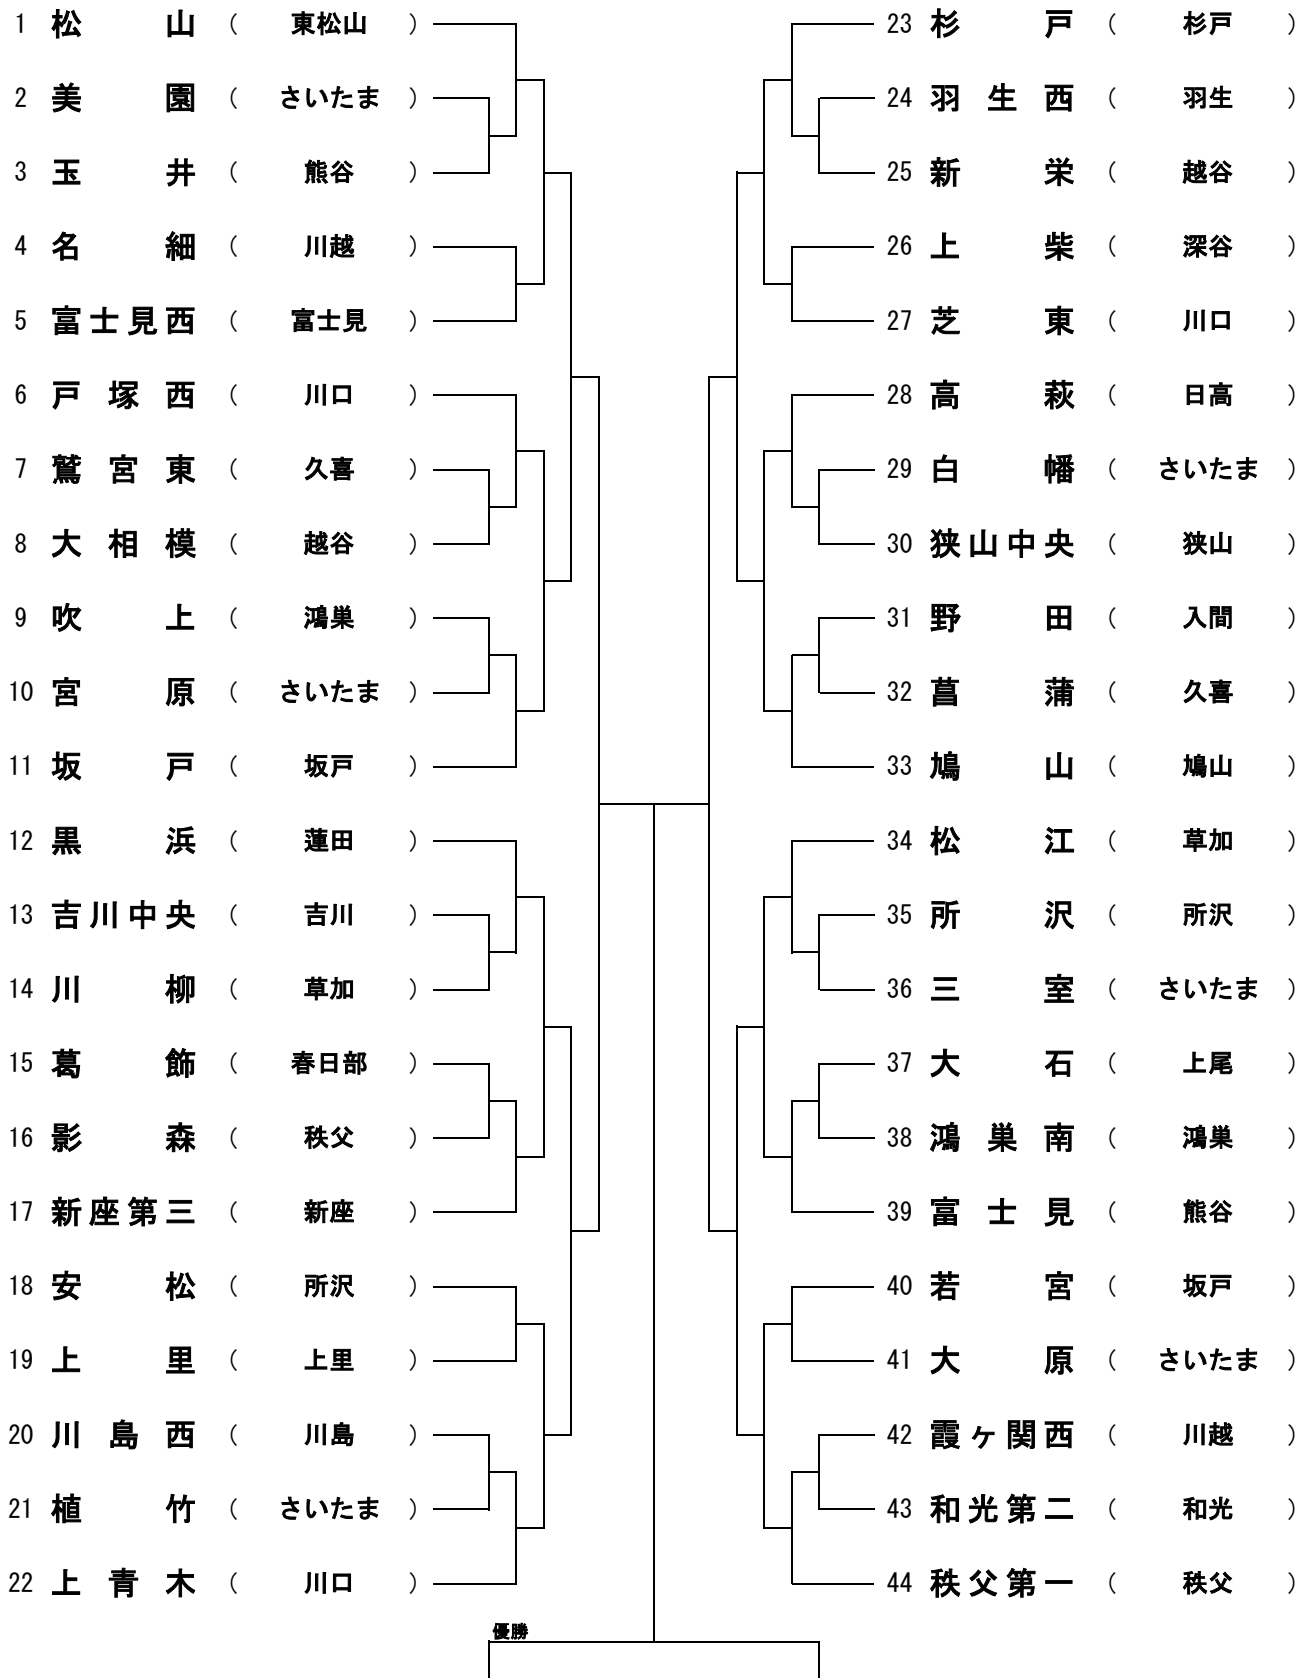 1 松山 （ 東松山 ）
2 美園 （ さいたま ）
3 玉井 （ 熊谷 ）
4 名細 （ 川越 ）
5 富士見西 （ 富士見 ）
6 戸塚西 （ 川口 ）
7 鷲宮東 （ 久喜 ）
8 大相模 （ 越谷 ）
9 吹上 （ 鴻巣 ）
10 宮原 （ さいたま ）
11 坂戸 （ 坂戸 ）
12 黒浜 （ 蓮田 ）
13 吉川中央 （ 吉川 ）
14 川柳 （ 草加 ）
15 葛飾 （ 春日部 ）
16 影森 （ 秩父 ）
17 新座第三 （ 新座 ）
18 安松 （ 所沢 ）
19 上里 （ 上里 ）
20 川島西 （ 川島 ）
21 植竹 （ さいたま ）
22 上青木 （ 川口 ）
23 杉戸 （ 杉戸 ）
24 羽生西 （ 羽生 ）
25 新栄 （ 越谷 ）
26 上柴 （ 深谷 ）
27 芝東 （ 川口 ）
28 高萩 （ 日高 ）
29 白幡 （ さいたま ）
30 狭山中央 （ 狭山 ）
31 野田 （ 入間 ）
32 菖蒲 （ 久喜 ）
33 鳩山 （ 鳩山 ）
34 松江 （ 草加 ）
35 所沢 （ 所沢 ）
36 三室 （ さいたま ）
37 大石 （ 上尾 ）
38 鴻巣南 （ 鴻巣 ）
39 富士見 （ 熊谷 ）
40 若宮 （ 坂戸 ）
41 大原 （ さいたま ）
42 霞ヶ関西 （ 川越 ）
43 和光第二 （ 和光 ）
44 秩父第一 （ 秩父 ）
優勝